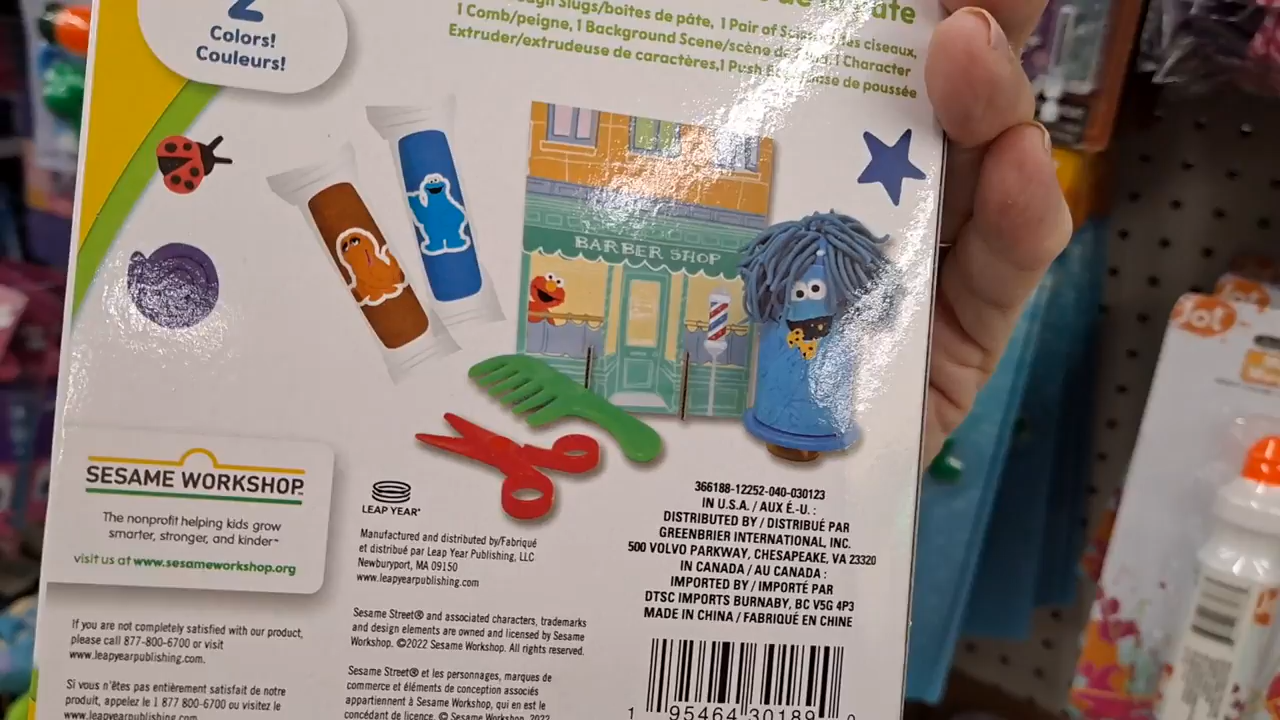 2
Colors!
Couleurs!
Slugs/boites de pâte, 1 Pair of ciseaux,
1 Comb/peigne, 1 Background Scene/scène de 1 Character
Extruder/extrudeuse de caractères,1 Push de poussée
BARBER SHOP
SESAME WORKSHOP
The nonprofit helping kids grow
smarter, stronger, and kinder
visit us at www.sesameworkshop.org
LEAP YEAR®
Manufactured and distributed by/Fabriqué
et distribué par Leap Year Publishing, LLC
Newburyport, MA 09150
www.leapyearpublishing.com
366188-12252-040-030123
IN U.S.A. / AUX É.-U. :
DISTRIBUTED BY / DISTRIBUÉ PAR
GREENBRIER INTERNATIONAL, INC.
500 VOLVO PARKWAY, CHESAPEAKE, VA 23320
IN CANADA / AU CANADA :
IMPORTED BY / IMPORTÉ PAR
DTSC IMPORTS BURNABY, BC V5G 4P3
MADE IN CHINA / FABRIQUÉ EN CHINE
If you are not completely satisfied with our product,
please call 877-800-6700 or visit
www.leapyearpublishing.com.
Si vous n'êtes pas entièrement satisfait de notre
produit, appelez le 1 877 800-6700 ou visitez le
www.leapyearpublishing.com
Sesame Street® and associated characters, trademarks
and design elements are owned and licensed by Sesame
Workshop. ©2022 Sesame Workshop. All rights reserved.
Sesame Street® et les personnages, marques de
commerce et éléments de conception associés
appartiennent à Sesame Workshop, qui en est le
concédant de licence. © Sesame Workshop, 2022
1 95464 30189 0